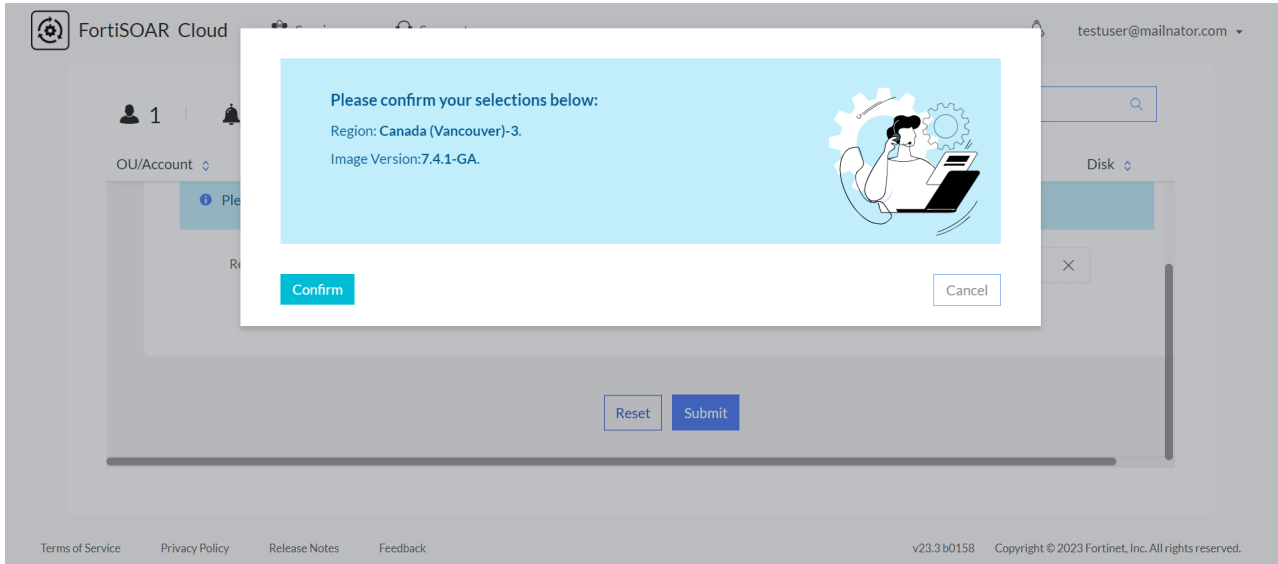 FortiSOAR Cloud
testuser@mailnator.com
Please confirm your selections below:
Region: Canada (Vancouver)-3.
Image Version:7.4.1-GA.
1
OU/Account
Disk
Confirm
Cancel
Reset
Submit
Terms of Service Privacy Policy Release Notes Feedback
v23.3 b0158 Copyright © 2023 Fortinet, Inc. All rights reserved.